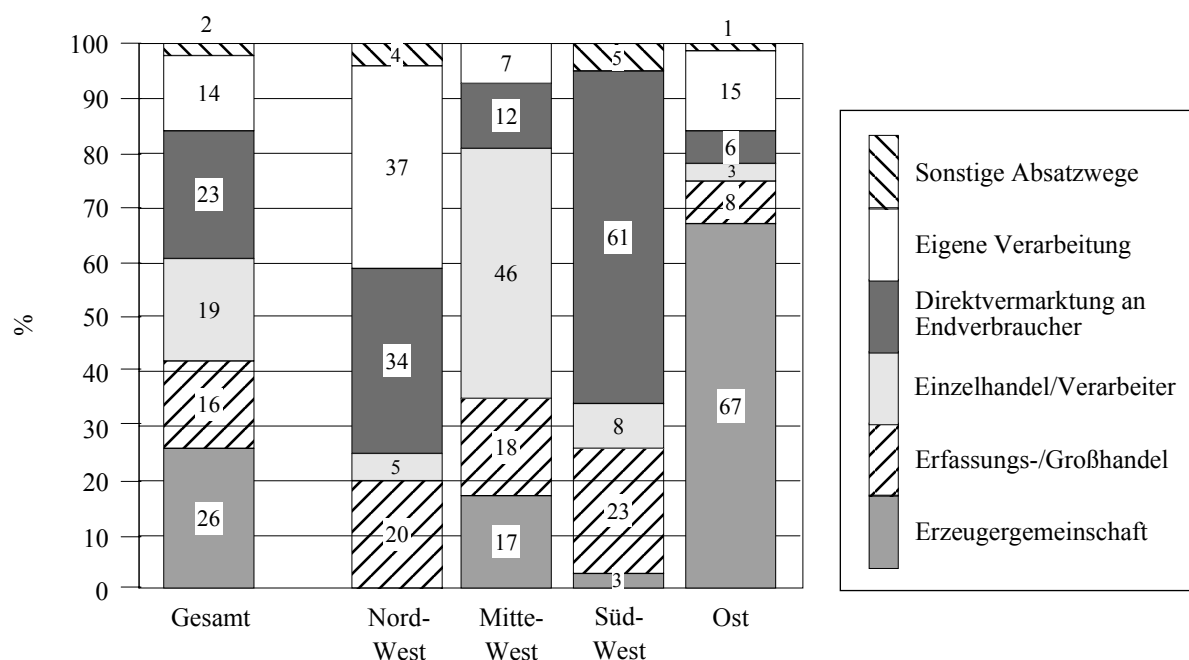 2
1
100
4
7
5
90
14
12
15
Sonstige Absatzwege
80
37
6
3
70
23
8
Eigene Verarbeitung
60
61
Direktvermarktung an
Endverbraucher
%
50
19
46
40
34
67
Einzelhandel/Verarbeiter
30
16
18
8
Erfassungs-/Großhandel
20
5
23
10
26
20
17
Erzeugergemeinschaft
0
3
Gesamt
Nord-
West
Mitte-
West
Süd-
West
Ost